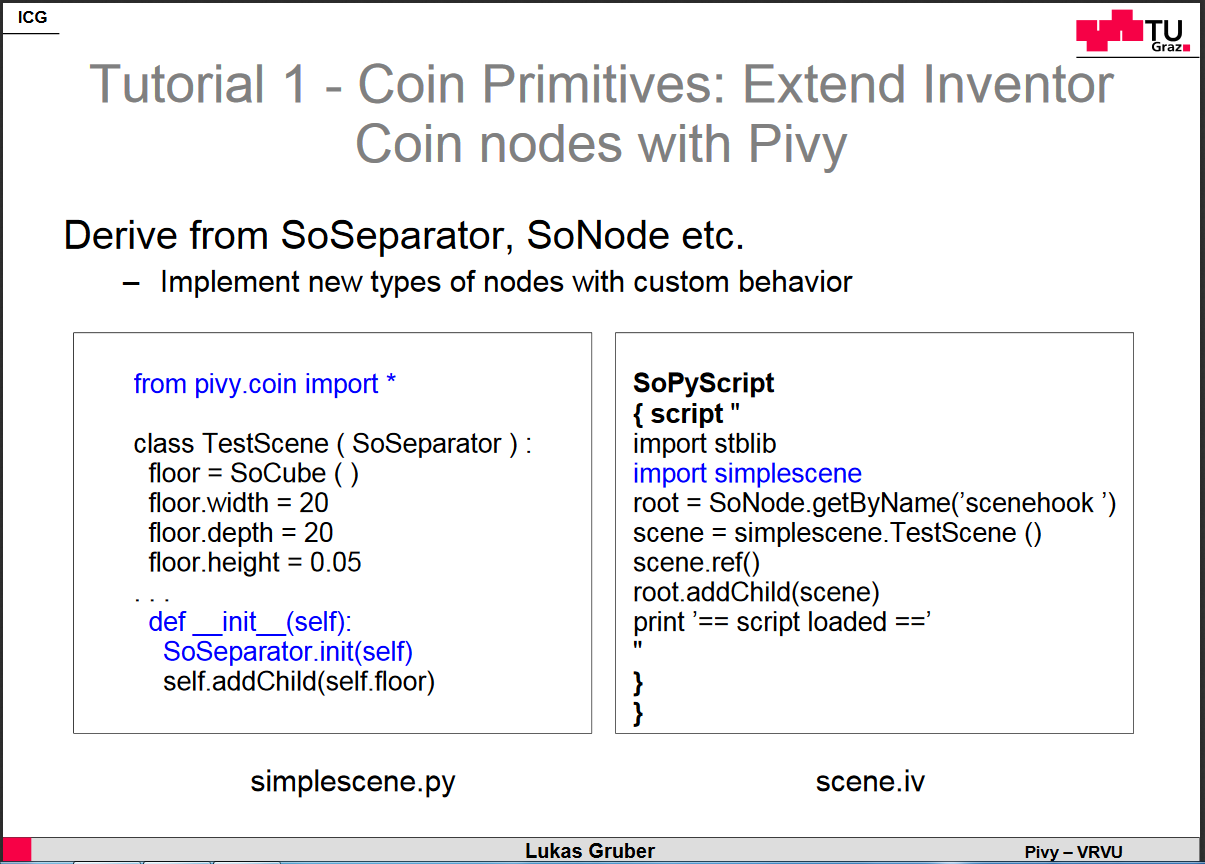 ICG
TU
Graz
Tutorial 1 - Coin Primitives: Extend Inventor
Coin nodes with Pivy
Derive from SoSeparator, SoNode etc.
– Implement new types of nodes with custom behavior
from pivy.coin import *
class TestScene ( SoSeparator ) :
floor = SoCube ( )
floor.width = 20
floor.depth = 20
floor.height = 0.05
. . .
def __init__(self):
SoSeparator.init(self)
self.addChild(self.floor)
simplescene.py
SoPyScript
{ script "
import stblib
import simplescene
root = SoNode.getByName(’scenehook ’)
scene = simplescene.TestScene ()
scene.ref()
root.addChild(scene)
print ’== script loaded ==’
"
}
}
scene.iv
Lukas Gruber
Pivy – VRVU